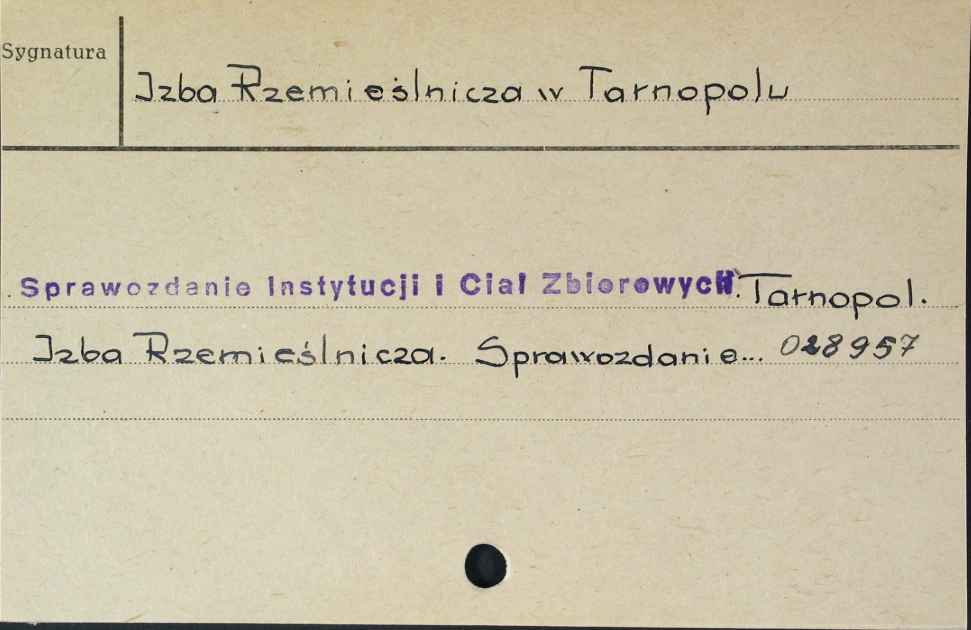 Sygnatura
Izba Rzemieślnicza w Tarnopolu
Sprawozdanie Instytucji i Ciał Zbiorowych. Tarnopol.
Izba Rzemieślnicza. Sprawozdanie... 028957